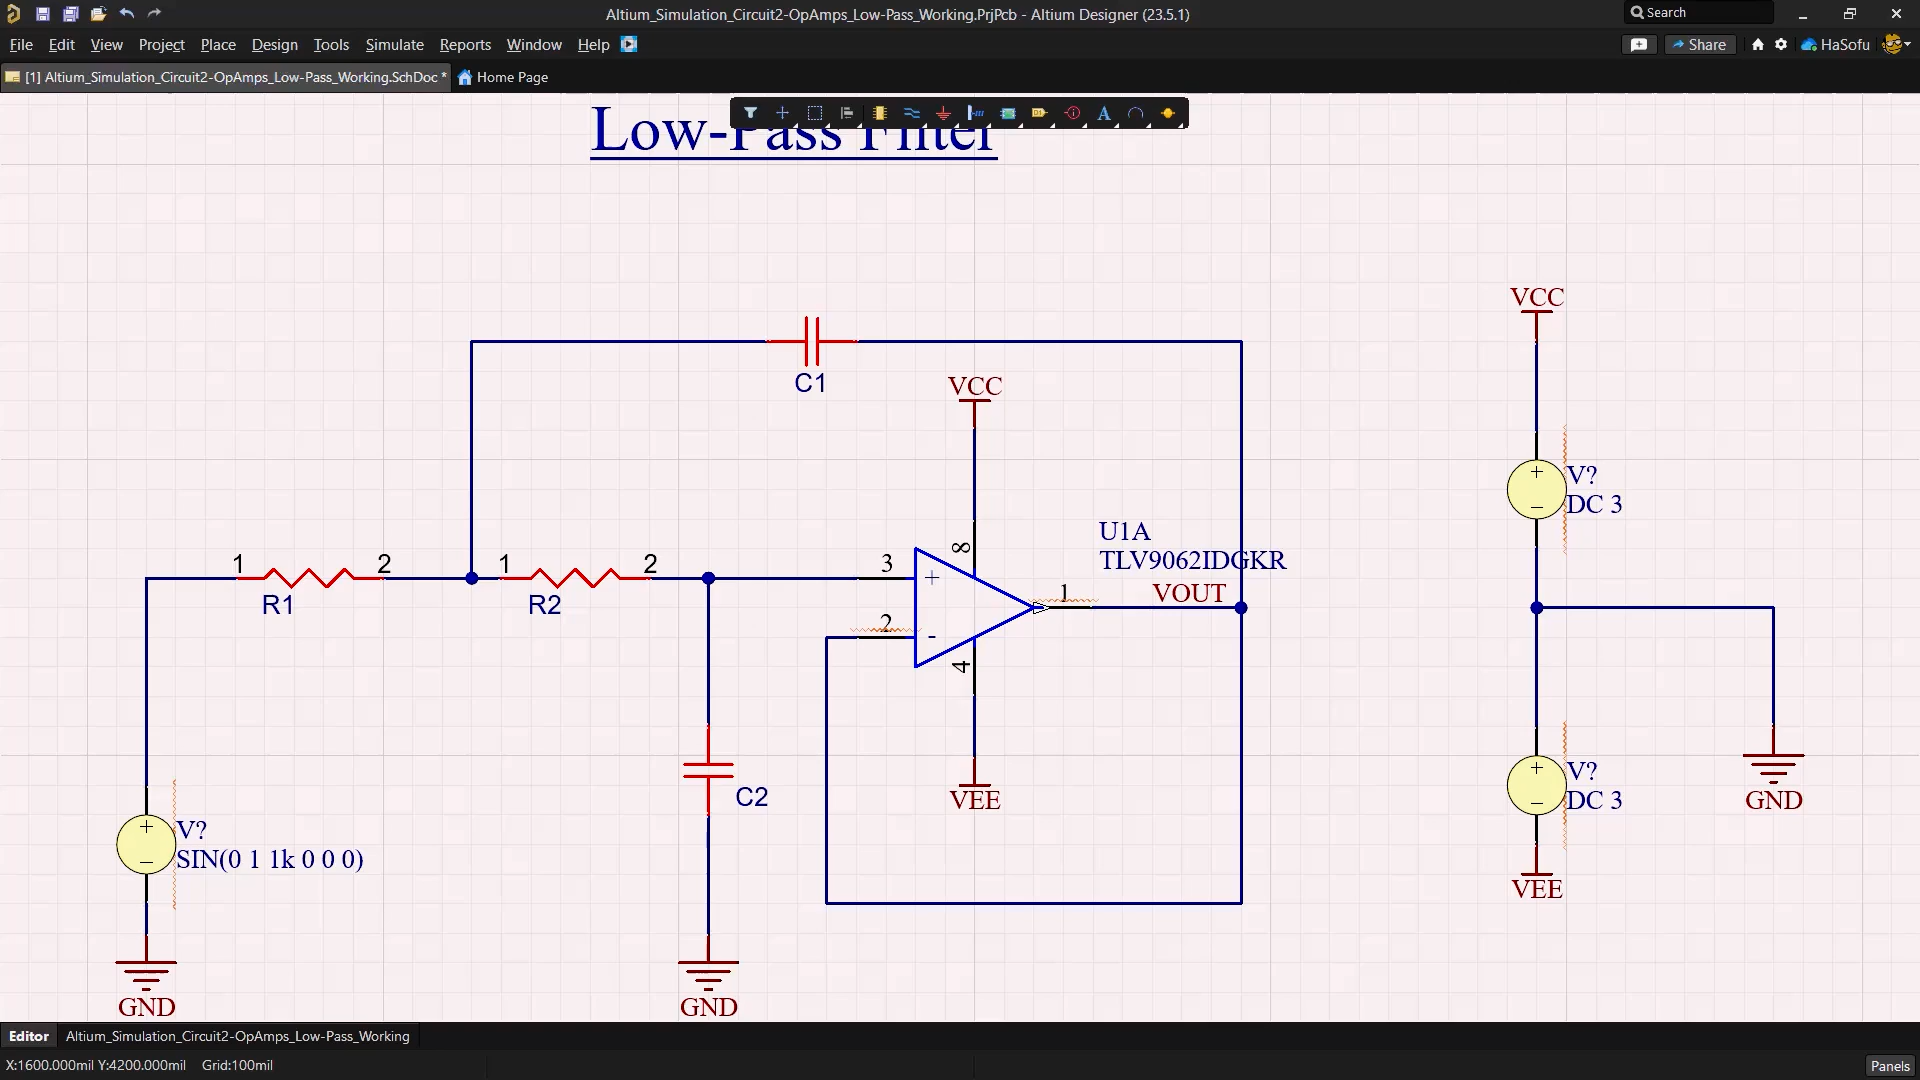 Altium_Simulation_Circuit2-OpAmps_Low-Pass_Working.PrjPcb - Altium Designer (23.5.1)
Search
File Edit View Project Place Design Tools Simulate Reports Window Help
Share
HaSofu
[1] Altium_Simulation_Circuit2-OpAmps_Low-Pass_Working.SchDoc *
Home Page
A
Low-Pass Filter
VCC
C1
VCC
+
V?
DC 3
−
U1A
TLV9062IDGKR
8
1 2
R1
1 2
R2
3
+
1
VOUT
2
-
4
C2
VEE
+
V?
DC 3
−
GND
+
V?
SIN(0 1 1k 0 0 0)
−
VEE
GND
GND
Editor
Altium_Simulation_Circuit2-OpAmps_Low-Pass_Working
X:1600.000mil Y:4200.000mil Grid:100mil
Panels